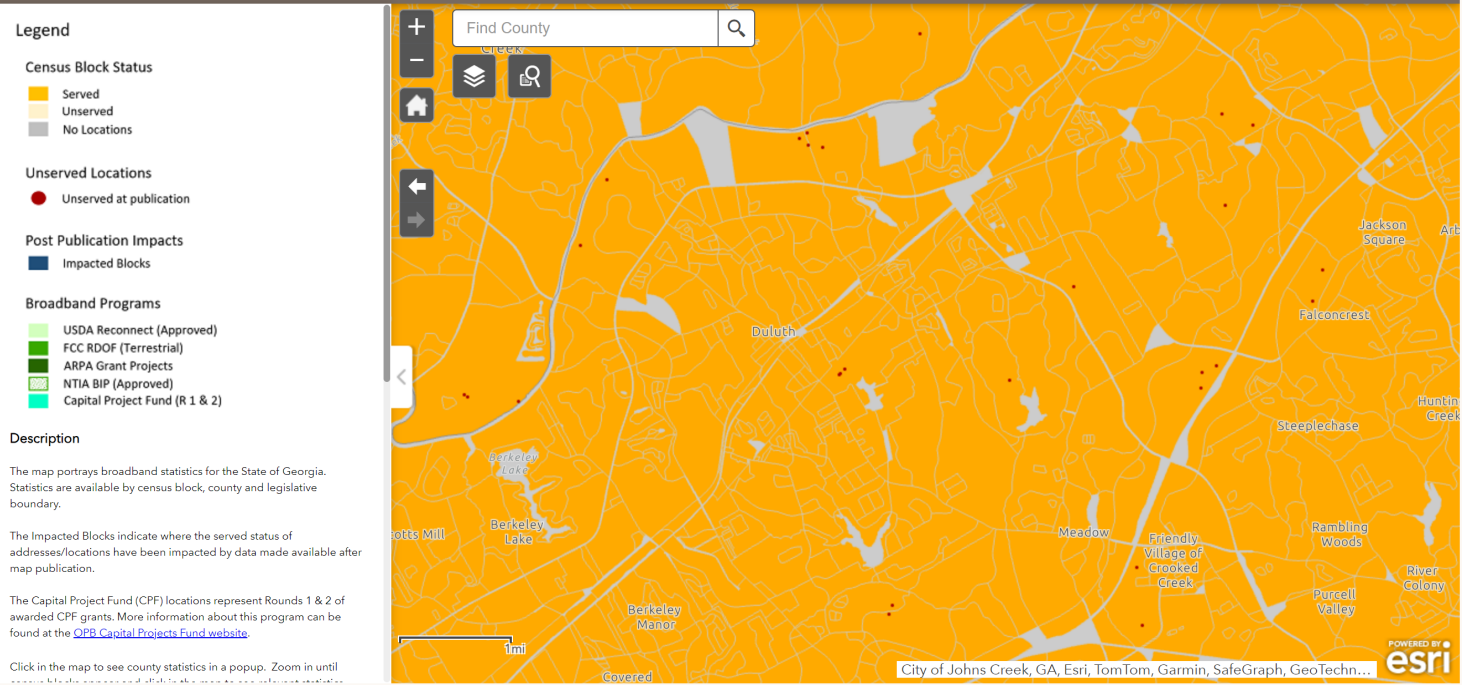 Legend
Census Block Status
Served
Unserved
No Locations
Unserved Locations
Unserved at publication
Post Publication Impacts
Impacted Blocks
Broadband Programs
USDA Reconnect (Approved)
FCC RDOF (Terrestrial)
ARPA Grant Projects
NTIA BIP (Approved)
Capital Project Fund (R 1 & 2)
Description
The map portrays broadband statistics for the State of Georgia.
Statistics are available by census block, county and legislative
boundary.
The Impacted Blocks indicate where the served status of
addresses/locations have been impacted by data made available after
map publication.
The Capital Project Fund (CPF) locations represent Rounds 1 & 2 of
awarded CPF grants. More information about this program can be
found at the OPB Capital Projects Fund website.
Click in the map to see county statistics in a popup. Zoom in until
Find County
Creek
Jackson
Square
Falconcrest
Duluth
Creek
Steeplechase
Berkeley
Lake
Berkeley
Lake
otts Mill
Meadow
Friendly
Village of
Crooked
Creek
Rambling
Woods
River
Colony
Purcell
Valley
Berkeley
Manor
Covered
1mi
City of Johns Creek, GA, Esri, TomTom, Garmin, SafeGraph, GeoTechn...
POWERED BY
esri